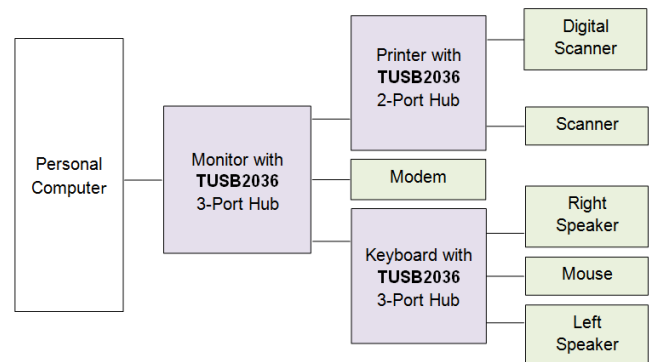 Personal
Computer
Monitor with
TUSB2036
3-Port Hub
Printer with
TUSB2036
2-Port Hub
Modem
Keyboard with
TUSB2036
3-Port Hub
Digital
Scanner
Scanner
Right
Speaker
Mouse
Left
Speaker